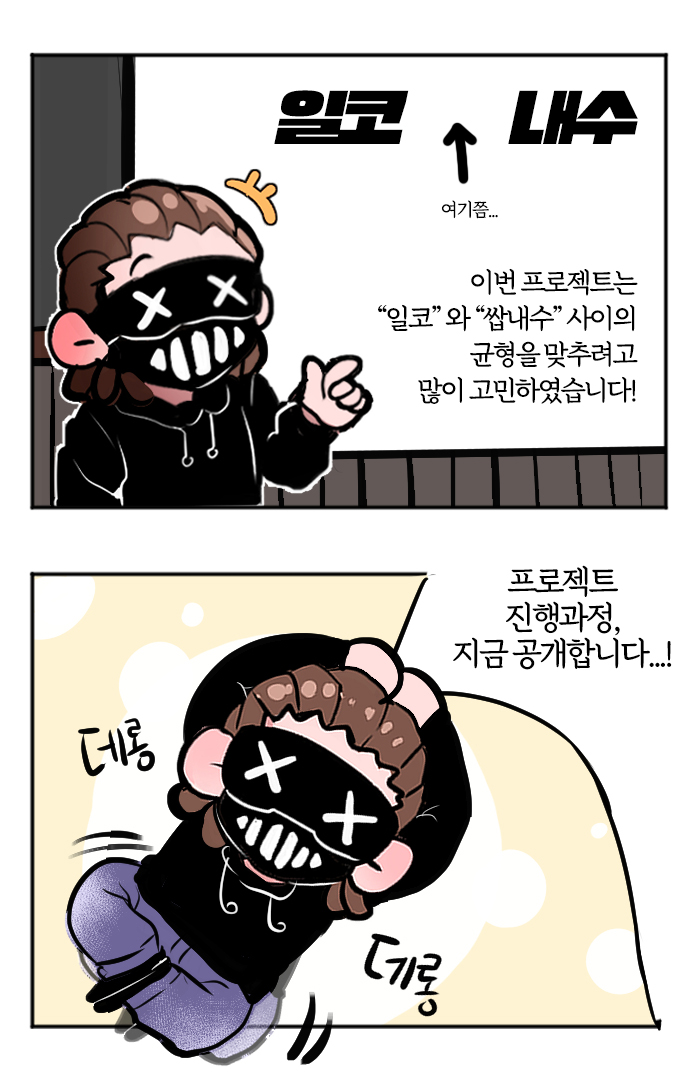 일코 내수
여기쯤...
이번 프로젝트는
“일코” 와 “쌉내수” 사이의
균형을 맞추려고
많이 고민하였습니다!
프로젝트
진행과정,
지금 공개합니다...!
데롱
데롱